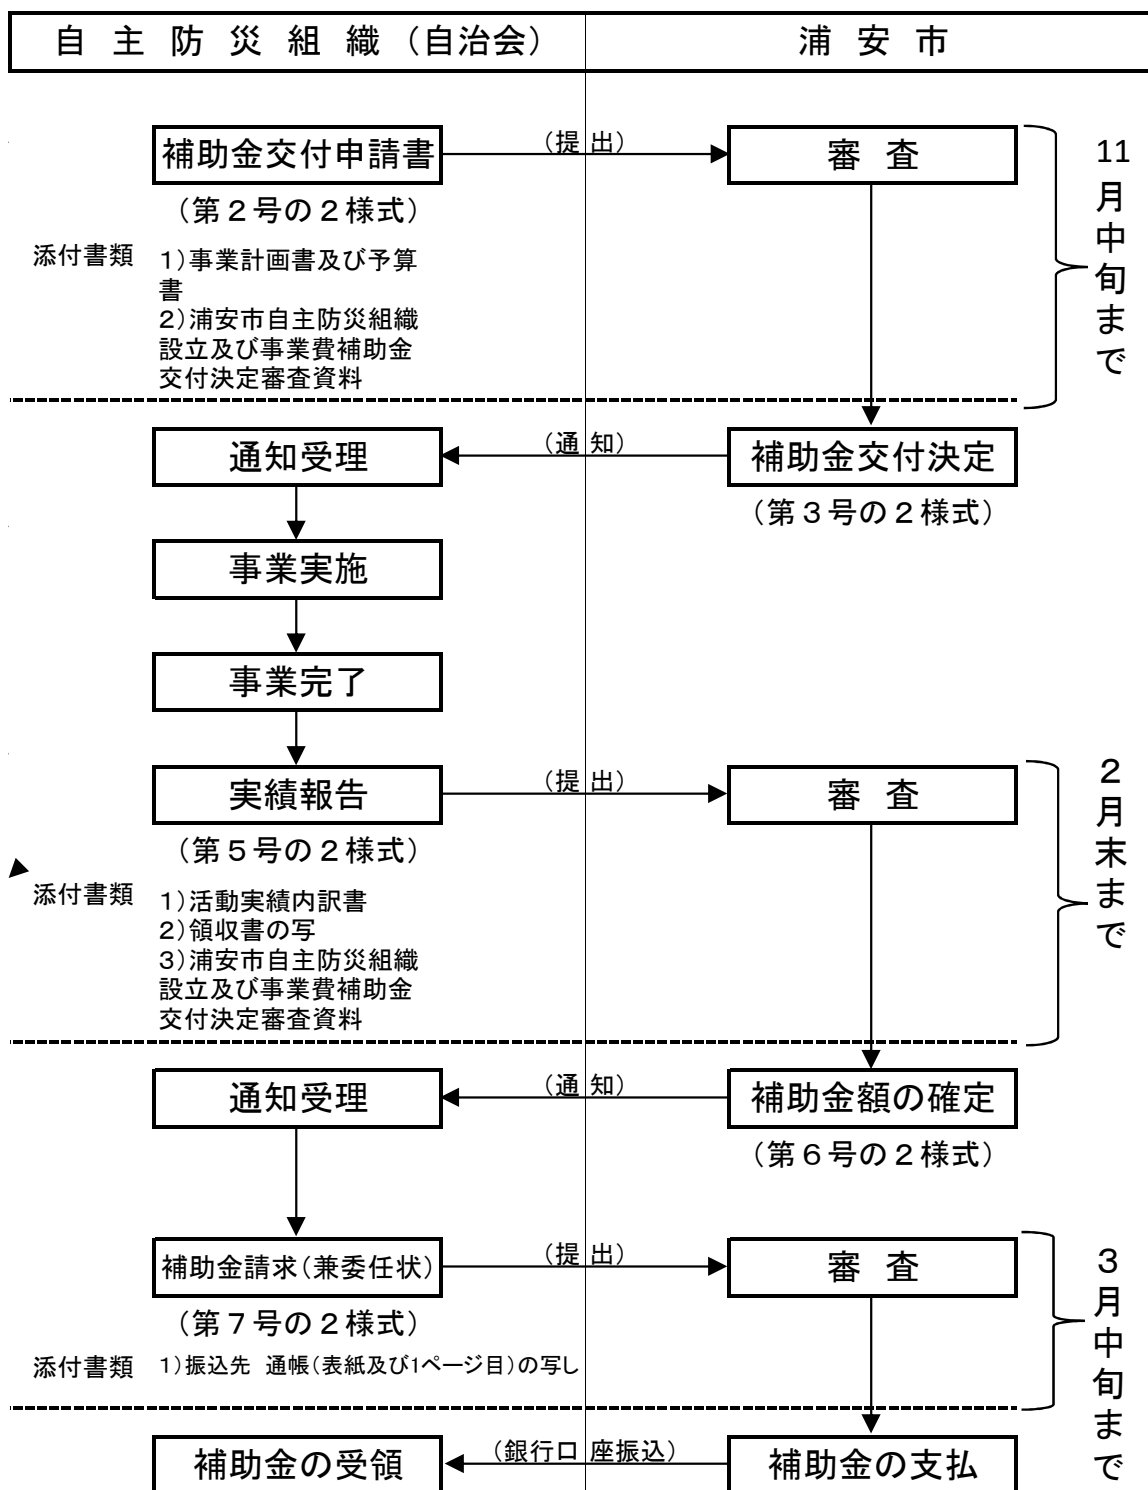 自主防災組織（自治会）
浦安市
補助金交付申請書
（提出）
審査
（第２号の２様式）
添付書類
1）事業計画書及び予算
書
2）浦安市自主防災組織
設立及び事業費補助金
交付決定審査資料
11月中旬まで
通知受理
（通知）
補助金交付決定
（第３号の２様式）
事業実施
事業完了
実績報告
（提出）
審査
（第５号の２様式）
添付書類
1）活動実績内訳書
2）領収書の写
3）浦安市自主防災組織
設立及び事業費補助金
交付決定審査資料
２月末まで
通知受理
（通知）
補助金額の確定
（第６号の２様式）
補助金請求（兼委任状）
（提出）
審査
（第７号の２様式）
添付書類
1）振込先　通帳（表紙及び1ページ目）の写し
３月中旬まで
補助金の受領
（銀行口座振込）
補助金の支払